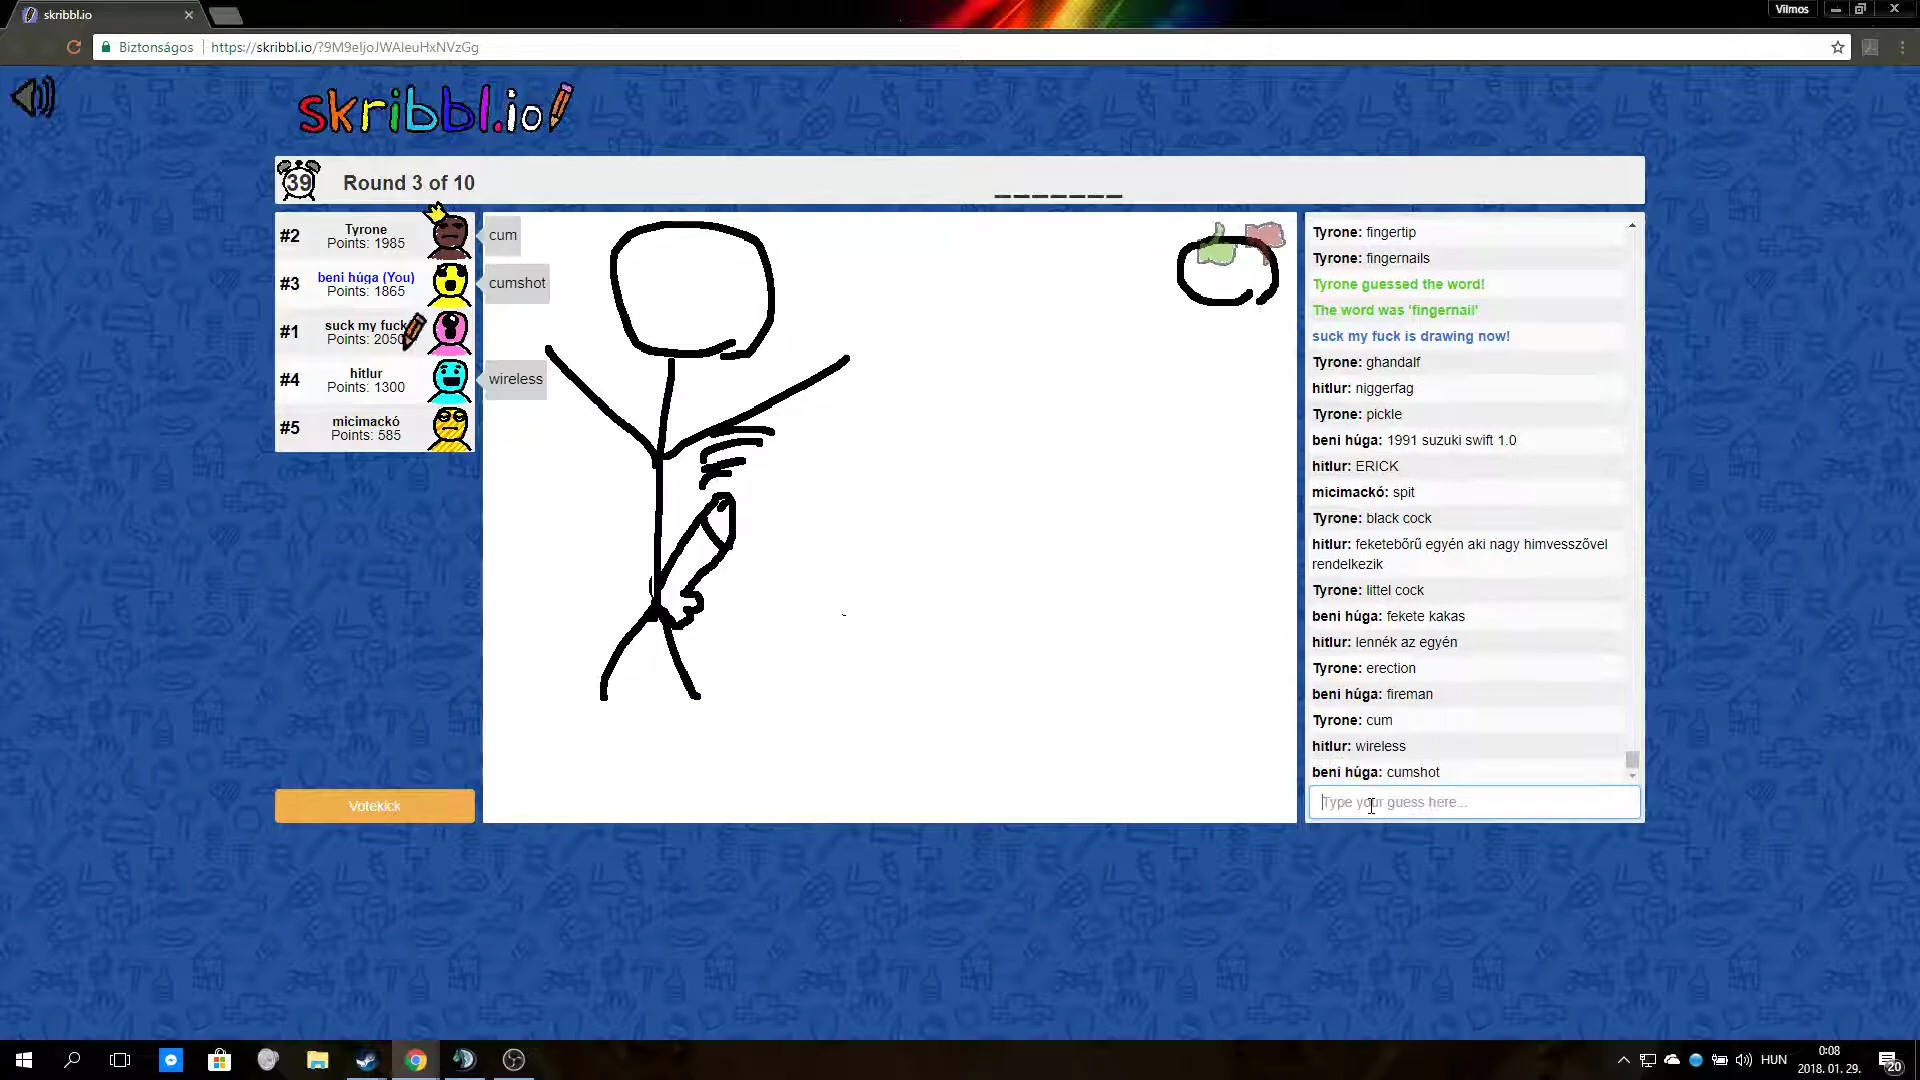 skribbl.io
Vilmos
Biztonságos
https://skribbl.io/?9M9eIjoJWAleuHxNVzGg
skribbl.io
39
Round 3 of 10
_______
#2
Tyrone
Points: 1985
cum
#3
beni húga (You)
Points: 1865
cumshot
#1
suck my fuck
Points: 2050
#4
hitlur
Points: 1300
wireless
#5
micimackó
Points: 585
Votekick
Tyrone: fingertip
Tyrone: fingernails
Tyrone guessed the word!
The word was 'fingernail'
suck my fuck is drawing now!
Tyrone: ghandalf
hitlur: niggerfag
Tyrone: pickle
beni húga: 1991 suzuki swift 1.0
hitlur: ERICK
micimackó: spit
Tyrone: black cock
hitlur: feketebőrű egyén aki nagy himvesszővel
rendelkezik
Tyrone: littel cock
beni húga: fekete kakas
hitlur: lennék az egyén
Tyrone: erection
beni húga: fireman
Tyrone: cum
hitlur: wireless
beni húga: cumshot
Type your guess here...
HUN
0:08
2018. 01. 29.
20